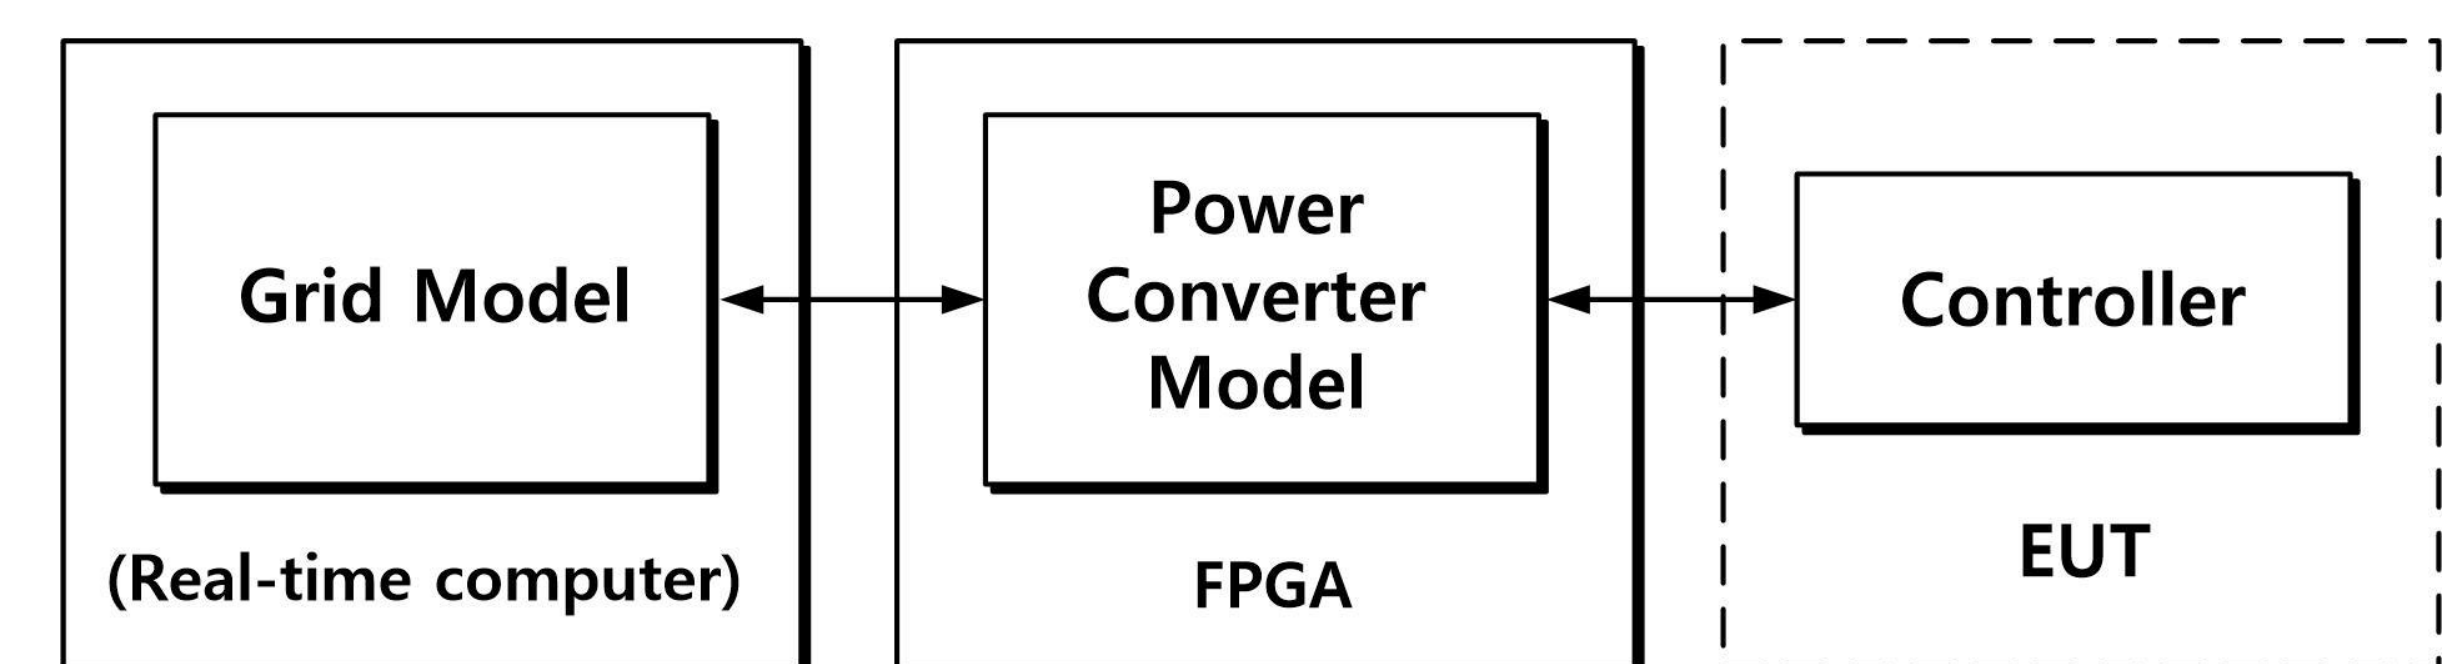 Grid Model
(Real-time computer)
Power
Converter
Model
FPGA
Controller
EUT